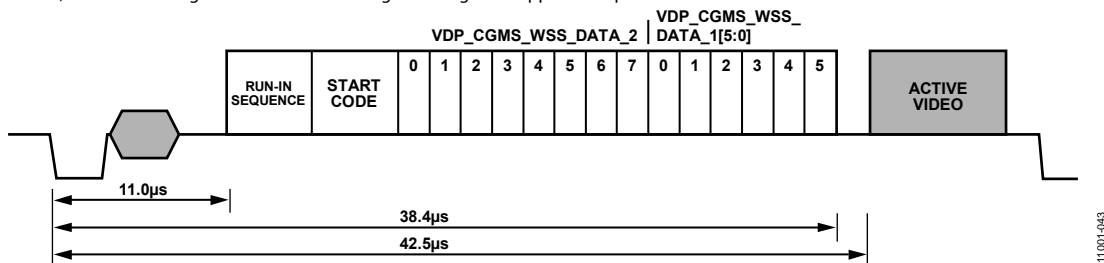 VDP_CGMS_WSS_DATA_2
VDP_CGMS_WSS_
DATA_1[5:0]
RUN-IN
SEQUENCE
START
CODE
0 1 2 3 4 5 6 7 0 1 2 3 4 5
ACTIVE
VIDEO
11.0µs
38.4µs
42.5µs
11001-043